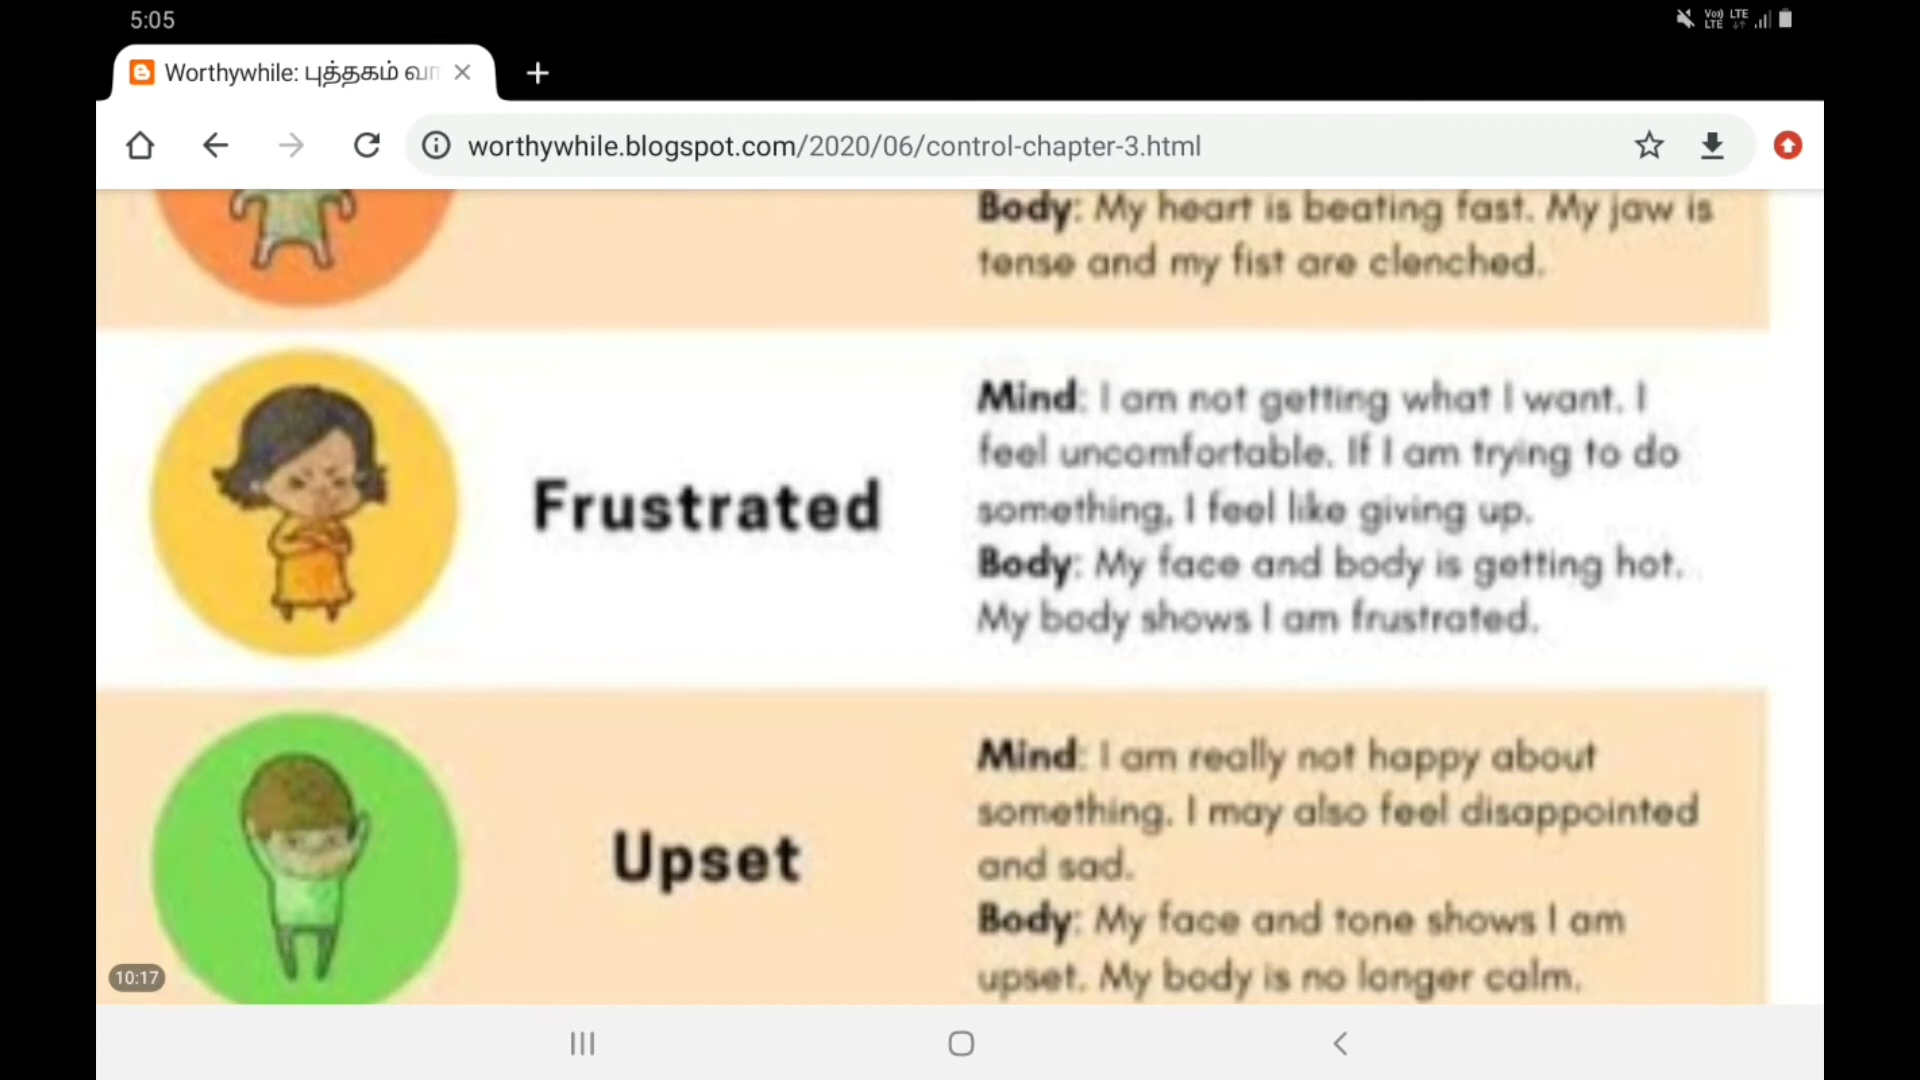 5:05
Vo) LTE
LTE
Worthywhile: புத்தகம் வா
worthywhile.blogspot.com/2020/06/control-chapter-3.html
Body: My heart is beating fast. My jaw is
tense and my fist are clenched.
Frustrated
Mind: I am not getting what I want. I
feel uncomfortable. If I am trying to do
something, I feel like giving up.
Body: My face and body is getting hot.
My body shows I am frustrated.
Upset
Mind: I am really not happy about
something. I may also feel disappointed
and sad.
Body: My face and tone shows I am
upset. My body is no longer calm.
10:17